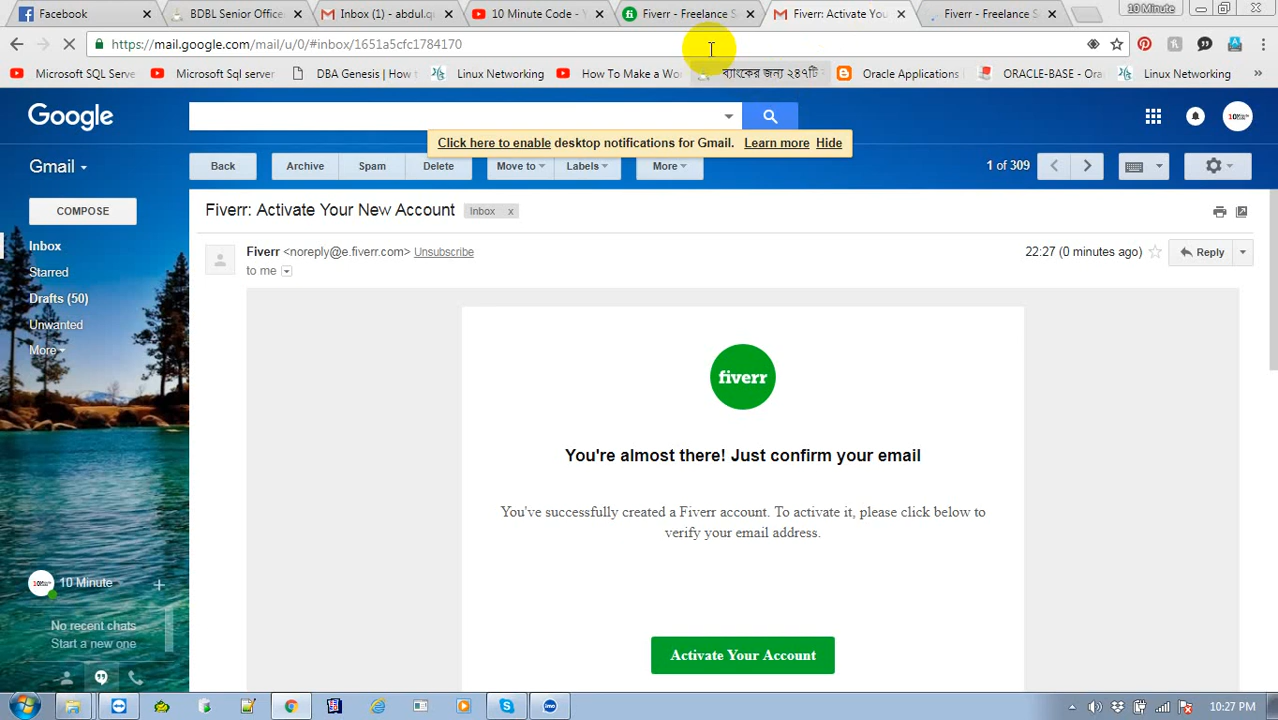 Facebook
BDBL Senior Office
Inbox (1) - abdul.q
10 Minute Code - Y
Fiverr - Freelance S
Fiverr: Activate You
Fiverr - Freelance S
10 Minute
https://mail.google.com/mail/u/0/#inbox/1651a5cfc1784170
Microsoft SQL Serve
Microsoft Sql server
DBA Genesis | How t
Linux Networking
How To Make a Wo
ব্যাংকের জন্য ২৪৭টি
Oracle Applications
ORACLE-BASE - Ora
Linux Networking
Google
Click here to enable desktop notifications for Gmail. Learn more Hide
Gmail
Back
Archive
Spam
Delete
Move to
Labels
More
1 of 309
COMPOSE
Inbox
Starred
Drafts (50)
Unwanted
More
Fiverr: Activate Your New Account
Inbox x
Fiverr <noreply@e.fiverr.com> Unsubscribe
to me
22:27 (0 minutes ago)
Reply
fiverr
You're almost there! Just confirm your email
You've successfully created a Fiverr account. To activate it, please click below to
verify your email address.
Activate Your Account
10 Minute
No recent chats
Start a new one
10:27 PM